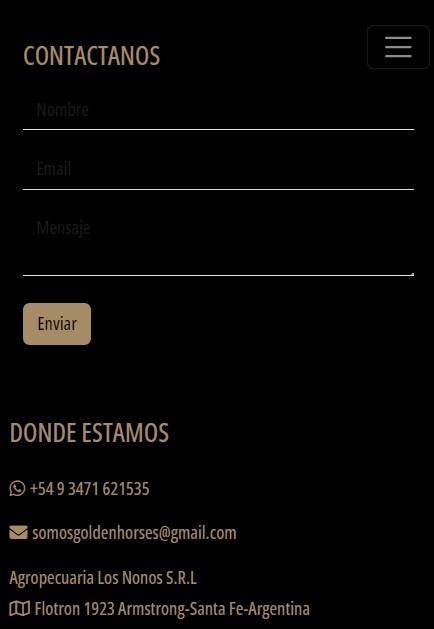 CONTACTANOS
Nombre
Email
Mensaje
Enviar
DONDE ESTAMOS
+54 9 3471 621535
somosgoldenhorses@gmail.com
Agropecuaria Los Nonos S.R.L
Flotron 1923 Armstrong-Santa Fe-Argentina